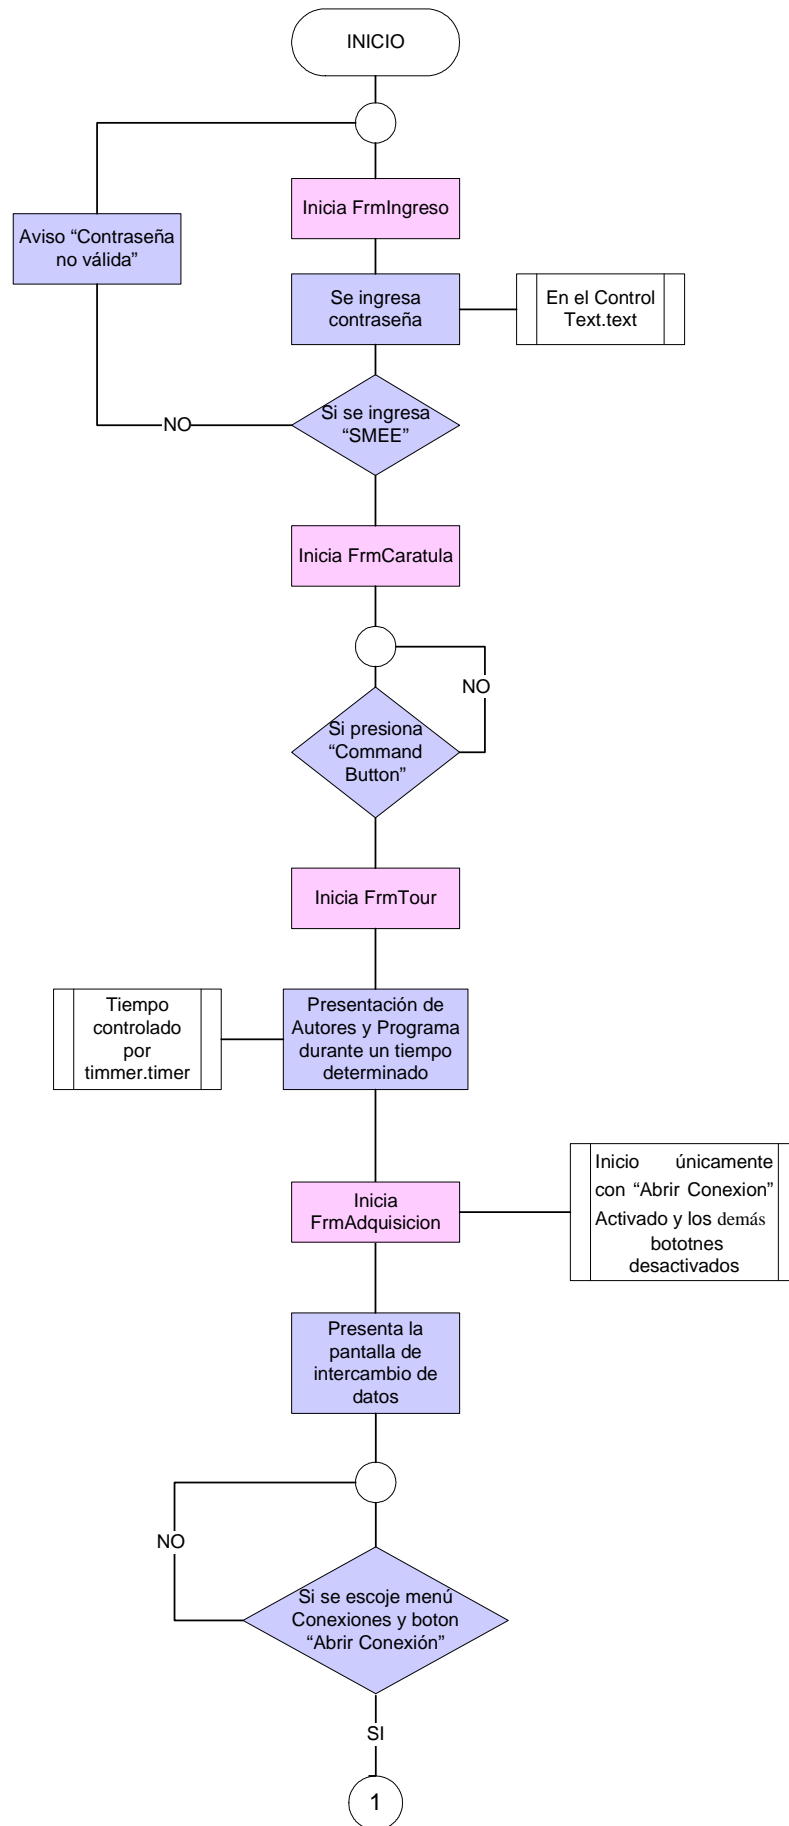 INICIO
Inicia FrmIngreso
Aviso “Contraseña
no válida”
Se ingresa
contraseña
En el Control
Text.text
Si se ingresa
“SMEE”
NO
Inicia FrmCaratula
NO
Si presiona
“Command
Button”
Inicia FrmTour
Tiempo
controlado
por
timmer.timer
Presentación de
Autores y Programa
durante un tiempo
determinado
Inicia
FrmAdquisicion
Inicio únicamente
con “Abrir Conexion”
Activado y los demás
bototnes
desactivados
Presenta la
pantalla de
intercambio de
datos
NO
Si se escoje menú
Conexiones y boton
“Abrir Conexión”
SI
1